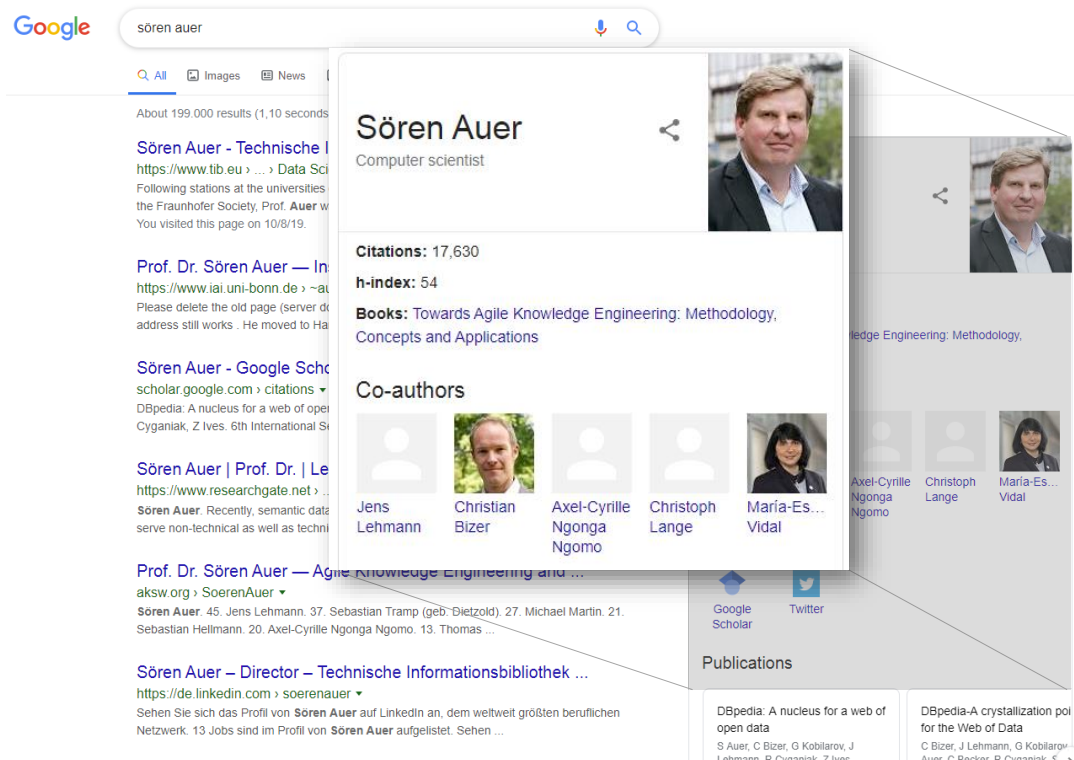 Google
sören auer
All
Images
News
About 199.000 results (1,10 seconds
Sören Auer - Technische I
https://www.tib.eu › ... › Data Sci
Following stations at the universities
the Fraunhofer Society, Prof. Auer w
You visited this page on 10/8/19.
Prof. Dr. Sören Auer — In
https://www.iai.uni-bonn.de › ~au
Please delete the old page (server do
address still works . He moved to Ha
Sören Auer - Google Scho
scholar.google.com › citations
DBpedia: A nucleus for a web of open
Cyganiak, Z Ives. 6th International Se
Sören Auer | Prof. Dr. | Le
https://www.researchgate.net › ..
Sören Auer. Recently, semantic data
serve non-technical as well as techni
Prof. Dr. Sören Auer — Agile Knowledge Engineering and ...
aksw.org › SoerenAuer
Sören Auer. 45. Jens Lehmann. 37. Sebastian Tramp (geb. Dietzold). 27. Michael Martin. 21.
Sebastian Hellmann. 20. Axel-Cyrille Ngonga Ngomo. 13. Thomas ...
Sören Auer – Director – Technische Informationsbibliothek ...
https://de.linkedin.com › soerenauer
Sehen Sie sich das Profil von Sören Auer auf LinkedIn an, dem weltweit größten beruflichen
Netzwerk. 13 Jobs sind im Profil von Sören Auer aufgelistet. Sehen ...
Sören Auer
Computer scientist
Citations: 17,630
h-index: 54
Books: Towards Agile Knowledge Engineering: Methodology,
Concepts and Applications
Co-authors
Jens
Lehmann
Christian
Bizer
Axel-Cyrille
Ngonga
Ngomo
Christoph
Lange
María-Es...
Vidal
ledge Engineering: Methodology,
Axel-Cyrille
Ngonga
Ngomo
Christoph
Lange
María-Es...
Vidal
Google
Scholar
Twitter
Publications
DBpedia: A nucleus for a web of
open data
S Auer, C Bizer, G Kobilarov, J
Lehmann, R Cyganiak, Z Ives
DBpedia-A crystallization poi
for the Web of Data
C Bizer, J Lehmann, G Kobilarov
Auer, C Becker, R Cyganiak, S